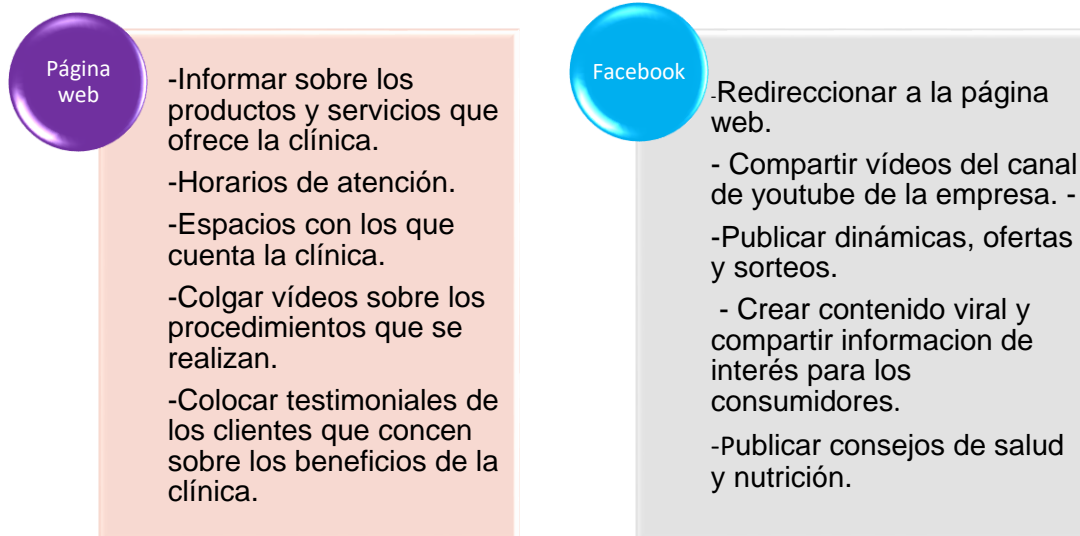 Página
web
-Informar sobre los
productos y servicios que
ofrece la clínica.
-Horarios de atención.
-Espacios con los que
cuenta la clínica.
-Colgar vídeos sobre los
procedimientos que se
realizan.
-Colocar testimoniales de
los clientes que concen
sobre los beneficios de la
clínica.
Facebook
-Redireccionar a la página
web.
- Compartir vídeos del canal
de youtube de la empresa. -
-Publicar dinámicas, ofertas
y sorteos.
- Crear contenido viral y
compartir informacion de
interés para los
consumidores.
-Publicar consejos de salud
y nutrición.